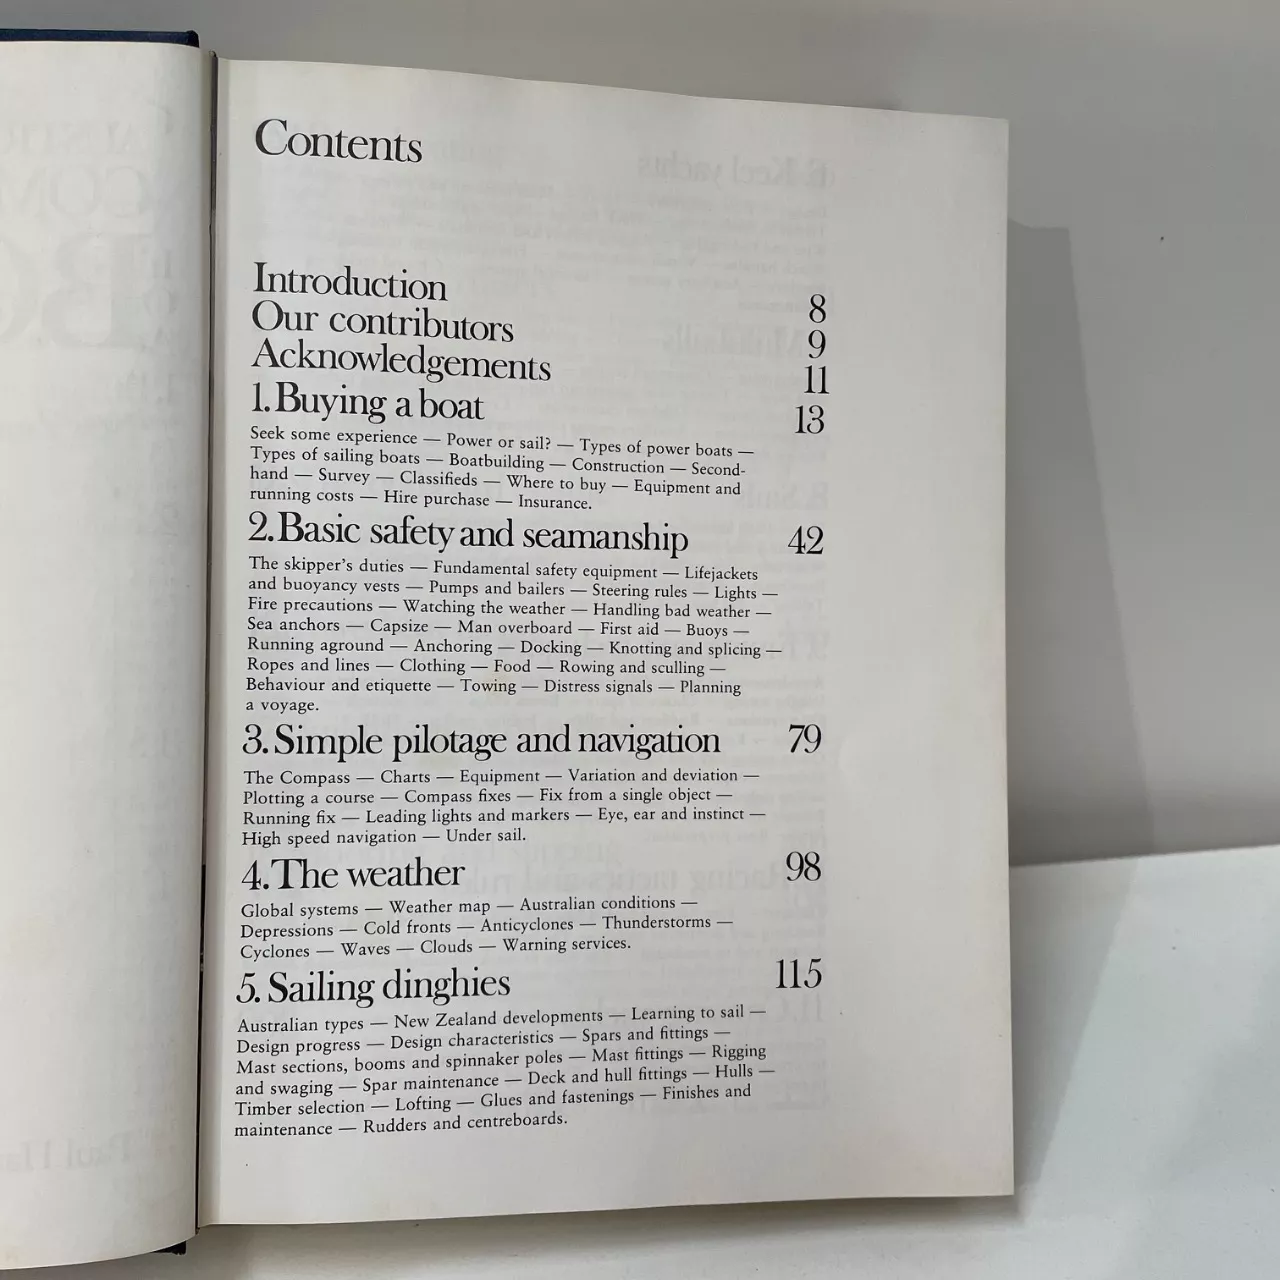 Contents
Introduction 8
Our contributors 9
Acknowledgements 11
1. Buying a boat 13
Seek some experience — Power or sail? — Types of power boats —
Types of sailing boats — Boatbuilding — Construction — Second-
hand — Survey — Classifieds — Where to buy — Equipment and
running costs — Hire purchase — Insurance.
2. Basic safety and seamanship 42
The skipper's duties — Fundamental safety equipment — Lifejackets
and buoyancy vests — Pumps and bailers — Steering rules — Lights —
Fire precautions — Watching the weather — Handling bad weather —
Sea anchors — Capsize — Man overboard — First aid — Buoys —
Running aground — Anchoring — Docking — Knotting and splicing —
Ropes and lines — Clothing — Food — Rowing and sculling —
Behaviour and etiquette — Towing — Distress signals — Planning
a voyage.
3. Simple pilotage and navigation 79
The Compass — Charts — Equipment — Variation and deviation —
Plotting a course — Compass fixes — Fix from a single object —
Running fix — Leading lights and markers — Eye, ear and instinct —
High speed navigation — Under sail.
4. The weather 98
Global systems — Weather map — Australian conditions —
Depressions — Cold fronts — Anticyclones — Thunderstorms —
Cyclones — Waves — Clouds — Warning services.
5. Sailing dinghies 115
Australian types — New Zealand developments — Learning to sail —
Design progress — Design characteristics — Spars and fittings —
Mast sections, booms and spinnaker poles — Mast fittings — Rigging
and swaging — Spar maintenance — Deck and hull fittings — Hulls —
Timber selection — Lofting — Glues and fastenings — Finishes and
maintenance — Rudders and centreboards.